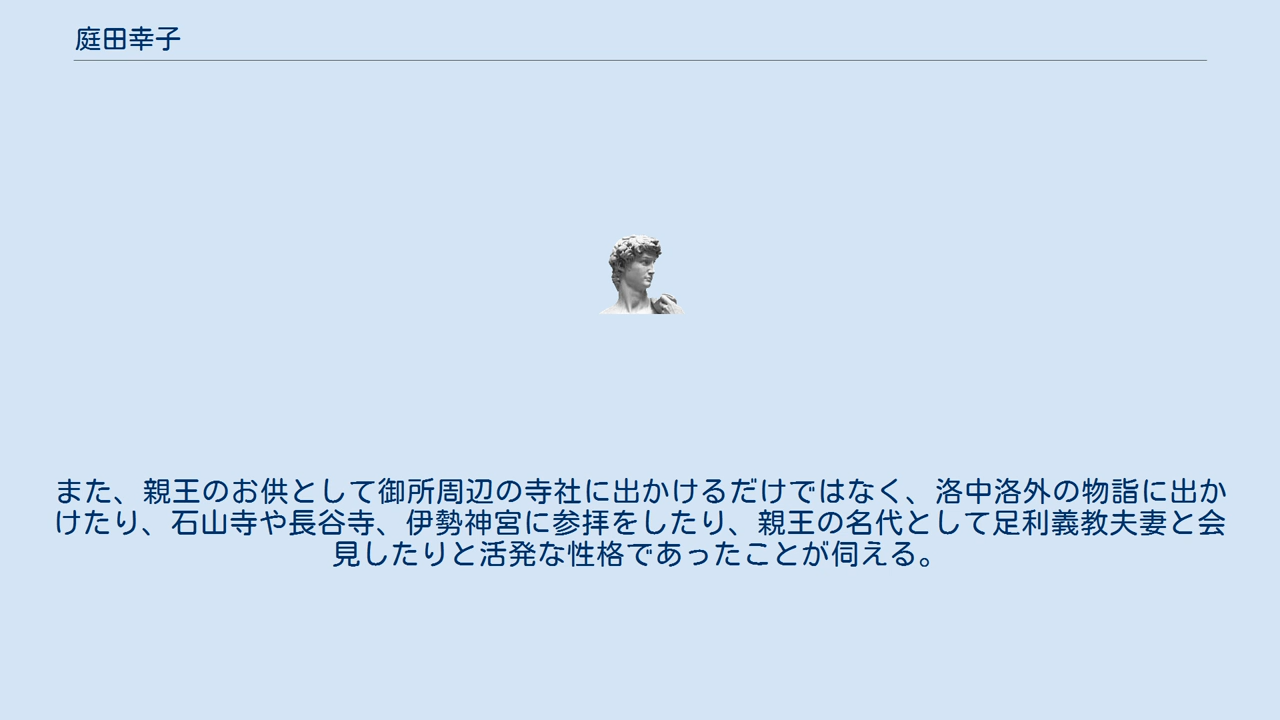 庭田幸子
また、親王のお供として御所周辺の寺社に出かけるだけではなく、洛中洛外の物詣に出か
けたり、石山寺や長谷寺、伊勢神宮に参拝をしたり、親王の名代として足利義教夫妻と会
見したりと活発な性格であったことが伺える。